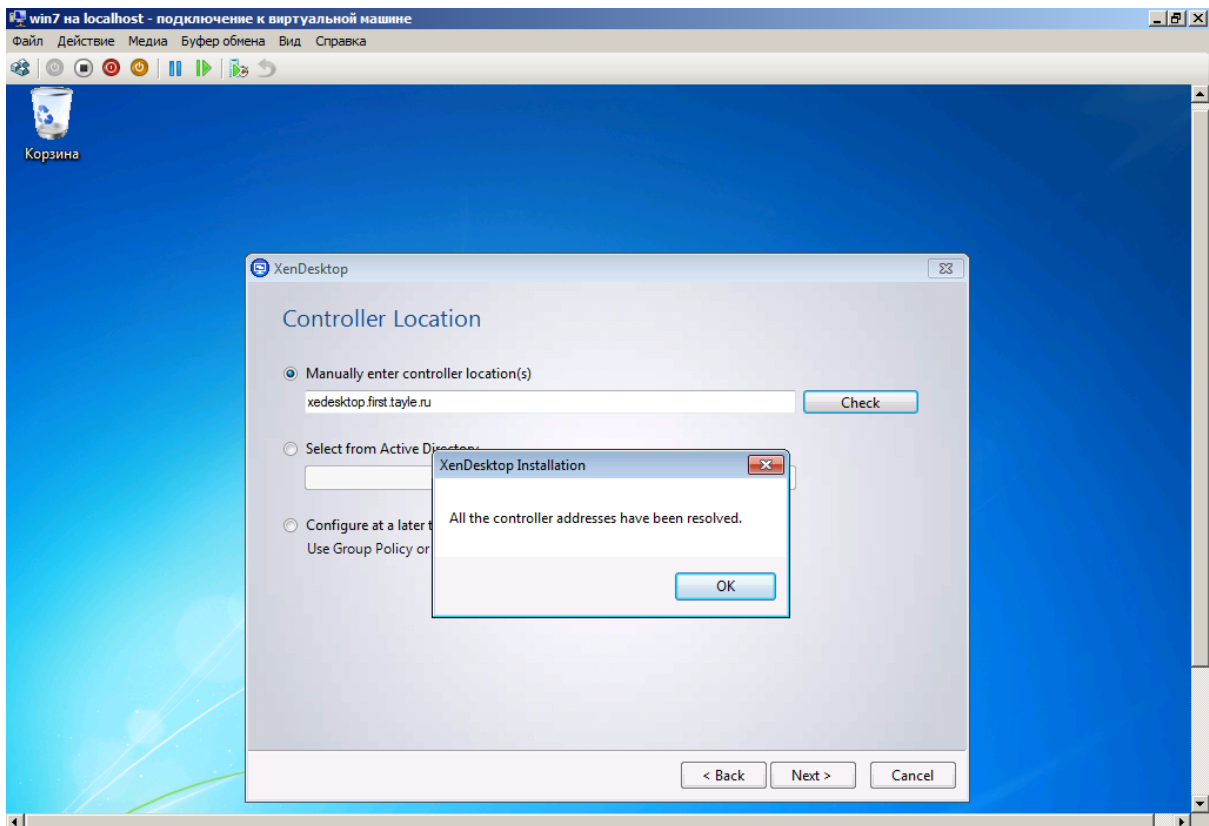 win7 на localhost - подключение к виртуальной машине
Файл Действие Медиа Буфер обмена Вид Справка
Корзина
XenDesktop
Controller Location
Manually enter controller location(s)
xedesktop.first.tayle.ru
Check
Select from Active Directory
XenDesktop Installation
All the controller addresses have been resolved.
Configure at a later t
Use Group Policy or
OK
< Back Next > Cancel